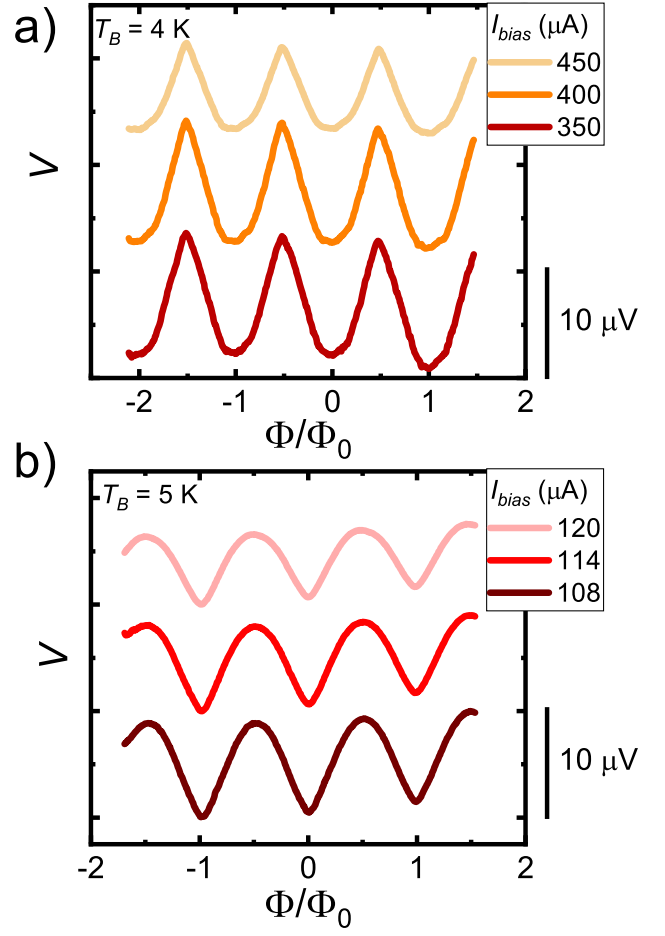 a)
T_B = 4 K
I_bias (μA)
450
400
350
V
10 μV
-2 -1 0 1 2
Φ/Φ₀
b)
T_B = 5 K
I_bias (μA)
120
114
108
V
10 μV
-2 -1 0 1 2
Φ/Φ₀